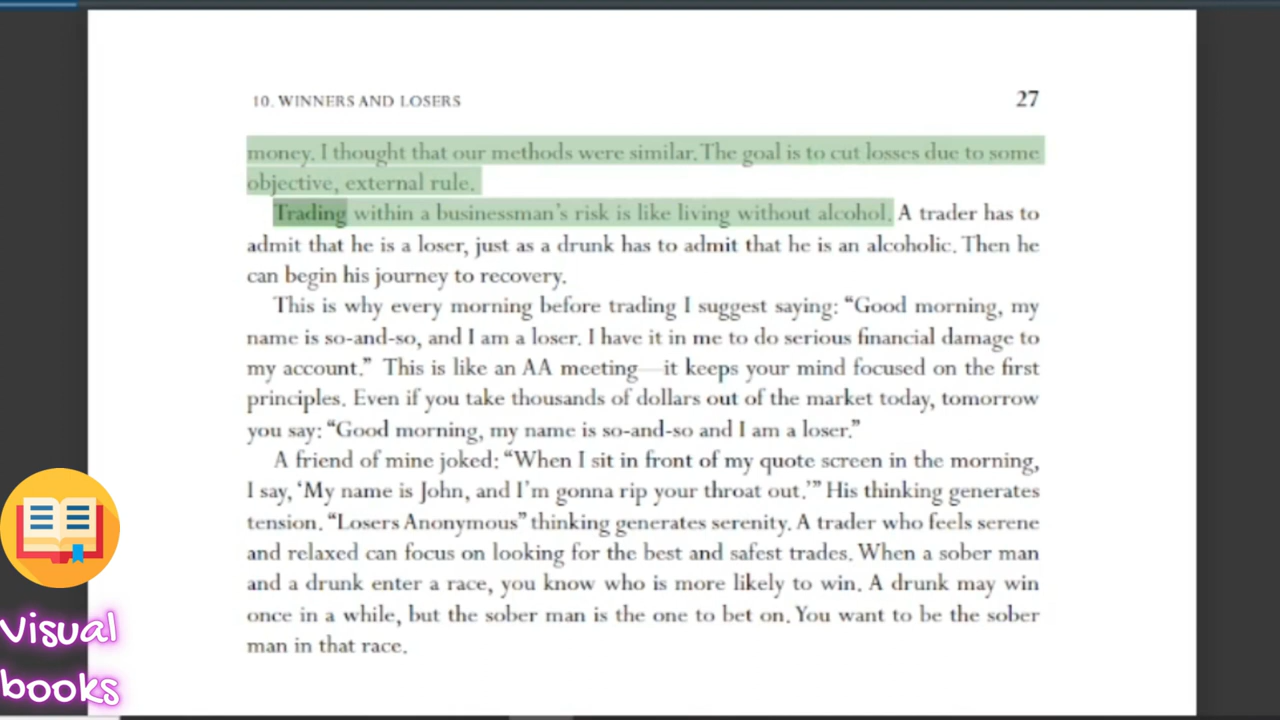 10. WINNERS AND LOSERS 27
money. I thought that our methods were similar. The goal is to cut losses due to some
objective, external rule.
Trading within a businessman's risk is like living without alcohol. A trader has to
admit that he is a loser, just as a drunk has to admit that he is an alcoholic. Then he
can begin his journey to recovery.
This is why every morning before trading I suggest saying: “Good morning, my
name is so-and-so, and I am a loser. I have it in me to do serious financial damage to
my account.” This is like an AA meeting—it keeps your mind focused on the first
principles. Even if you take thousands of dollars out of the market today, tomorrow
you say: “Good morning, my name is so-and-so and I am a loser.”
A friend of mine joked: “When I sit in front of my quote screen in the morning,
I say, ‘My name is John, and I’m gonna rip your throat out.’” His thinking generates
tension. “Losers Anonymous” thinking generates serenity. A trader who feels serene
and relaxed can focus on looking for the best and safest trades. When a sober man
and a drunk enter a race, you know who is more likely to win. A drunk may win
once in a while, but the sober man is the one to bet on. You want to be the sober
man in that race.
Visual
books